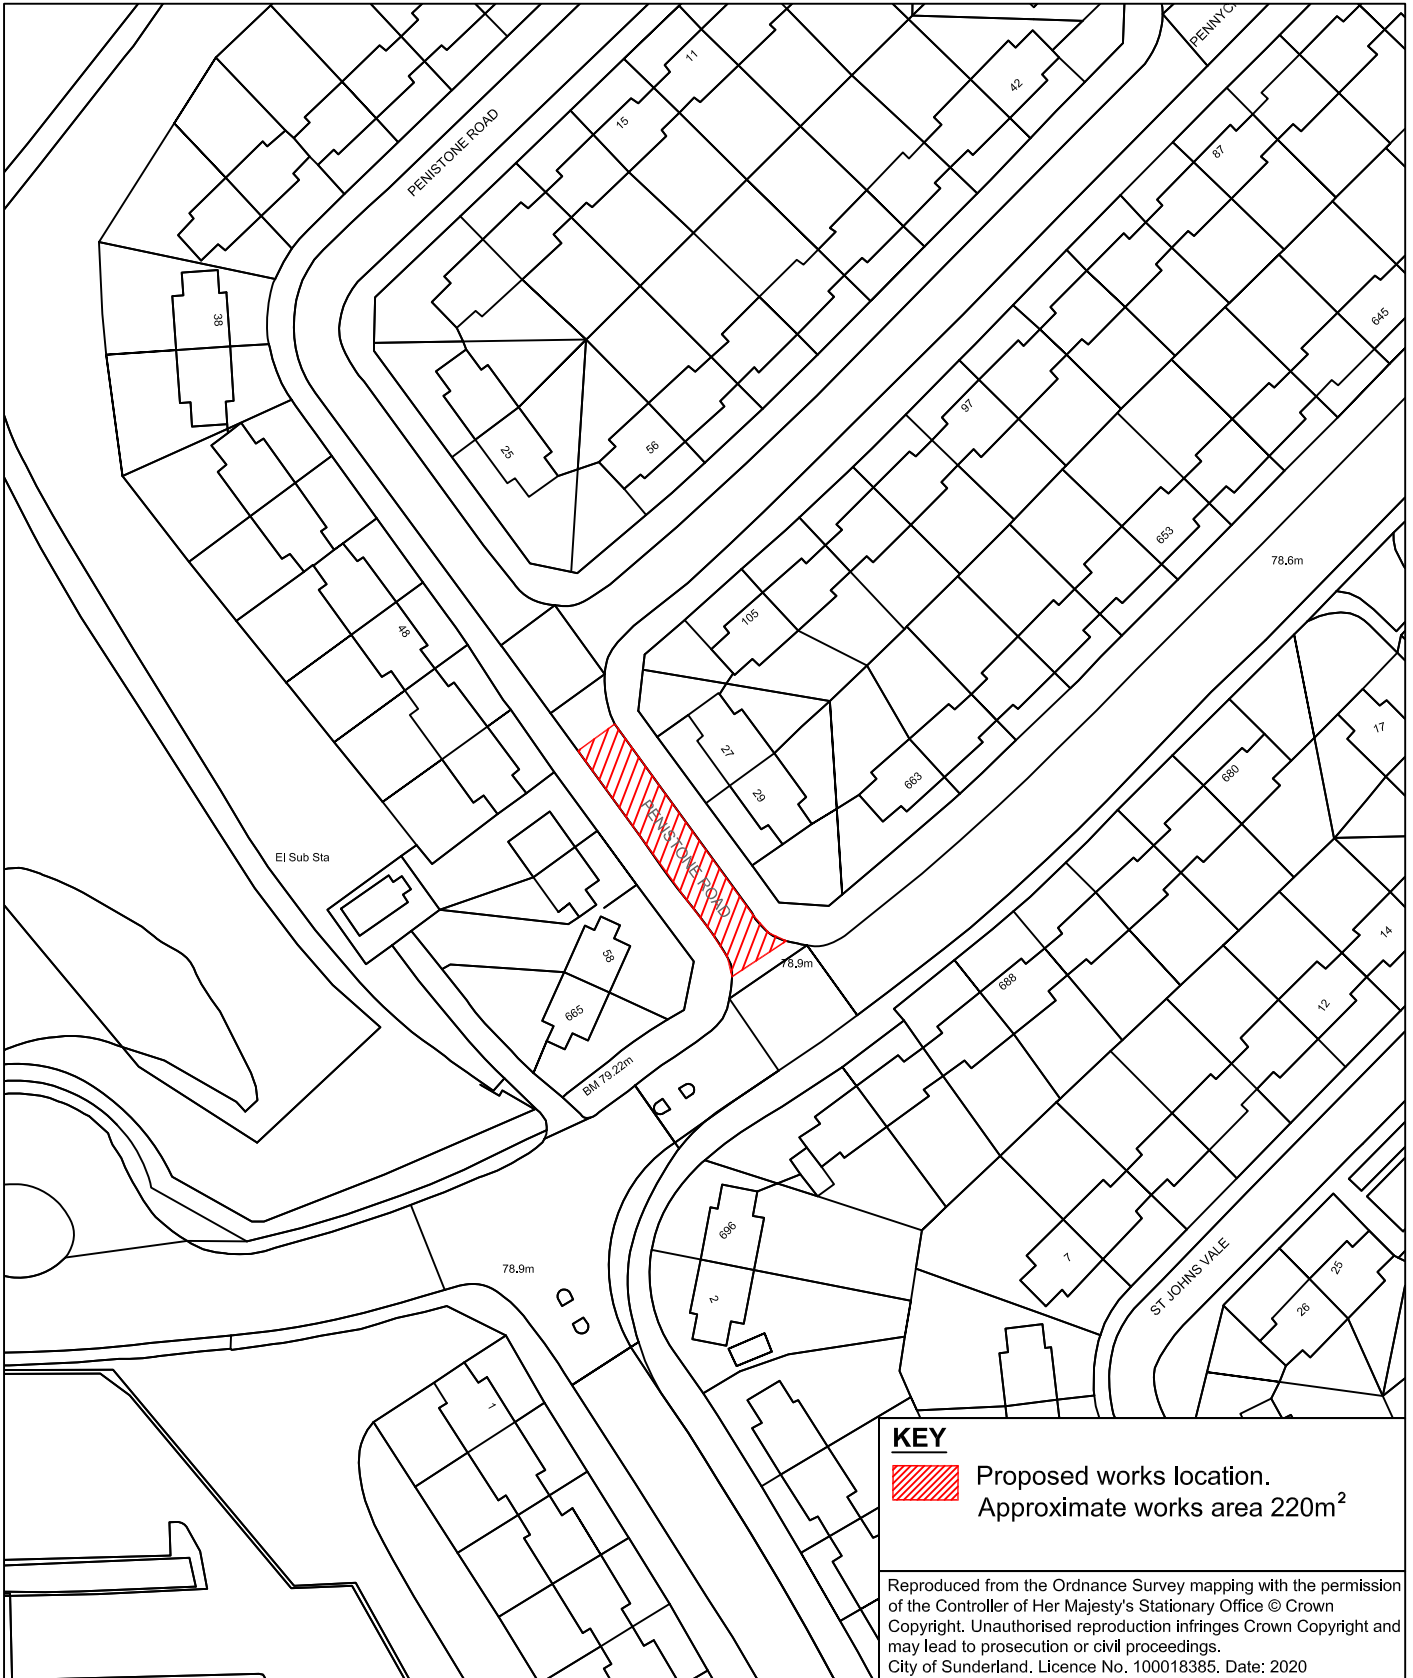 PENISTONE ROAD
11
15
42
87
38
645
97
25
56
653
78.6m
105
48
17
27
29
663
680
PENISTONE ROAD
El Sub Sta
14
58
78.9m
688
12
665
BM 79.22m
696
7
ST JOHNS VALE
25
78.9m
2
26
1
KEY
Proposed works location.
Approximate works area 220m²
Reproduced from the Ordnance Survey mapping with the permission
of the Controller of Her Majesty's Stationary Office © Crown
Copyright. Unauthorised reproduction infringes Crown Copyright and
may lead to prosecution or civil proceedings.
City of Sunderland. Licence No. 100018385. Date: 2020